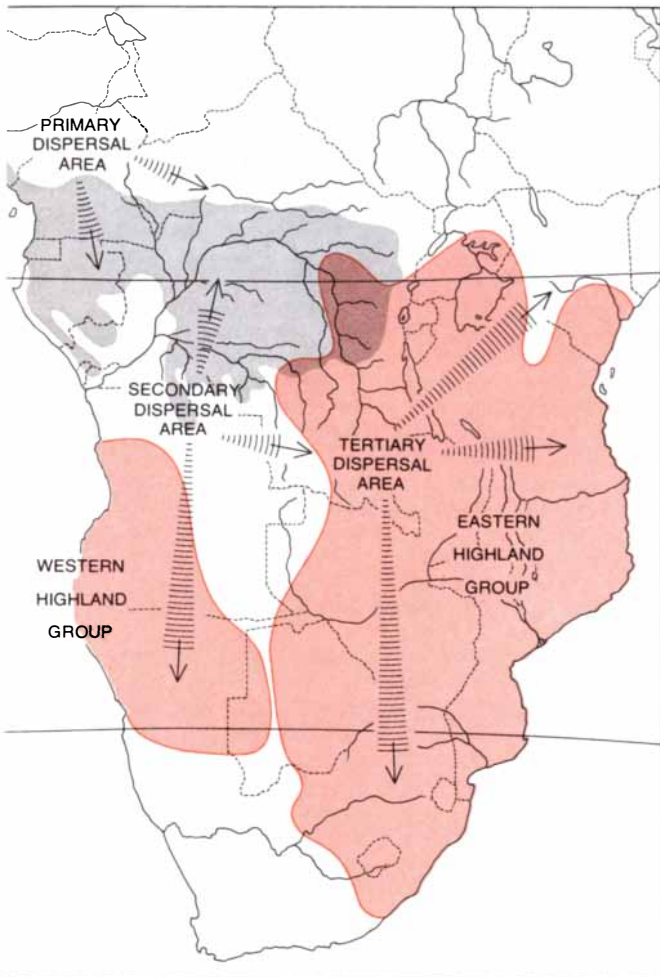 PRIMARY
DISPERSAL
AREA
SECONDARY
DISPERSAL
AREA
TERTIARY
DISPERSAL
AREA
EASTERN
HIGHLAND
GROUP
WESTERN
HIGHLAND
GROUP